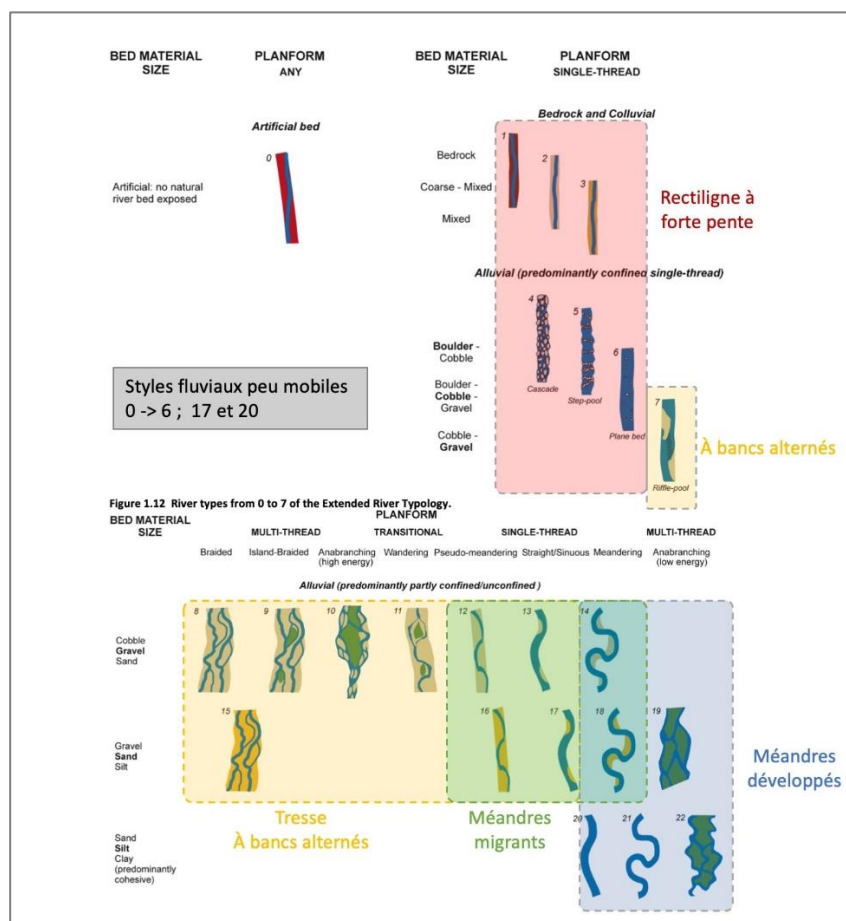 BED MATERIAL
SIZE
PLANFORM
ANY
BED MATERIAL
SIZE
PLANFORM
SINGLE-THREAD
Artificial bed
0
Artificial: no natural
river bed exposed
Bedrock and Colluvial
1
2
3
Bedrock
Coarse - Mixed
Mixed
Rectiligne à
forte pente
Alluvial (predominantly confined single-thread)
4
5
6
Boulder -
Cobble
Boulder -
Cobble -
Gravel
Cobble -
Gravel
Cascade
Step-pool
Plane bed
7
Riffle-pool
À bancs alternés
Styles fluviaux peu mobiles
0 -> 6 ; 17 et 20
Figure 1.12 River types from 0 to 7 of the Extended River Typology.
BED MATERIAL
SIZE
PLANFORM
MULTI-THREAD
TRANSITIONAL
SINGLE-THREAD
MULTI-THREAD
Braided
Island-Braided
Anabranching
(high energy)
Wandering
Pseudo-meandering
Straight/Sinuous
Meandering
Anabranching
(low energy)
Alluvial (predominantly partly confined/unconfined )
8
9
10
11
12
13
14
Cobble
Gravel
Sand
15
16
17
18
19
Gravel
Sand
Silt
Méandres
développés
Tresse
À bancs alternés
Méandres
migrants
20
21
22
Sand
Silt
Clay
(predominantly
cohesive)